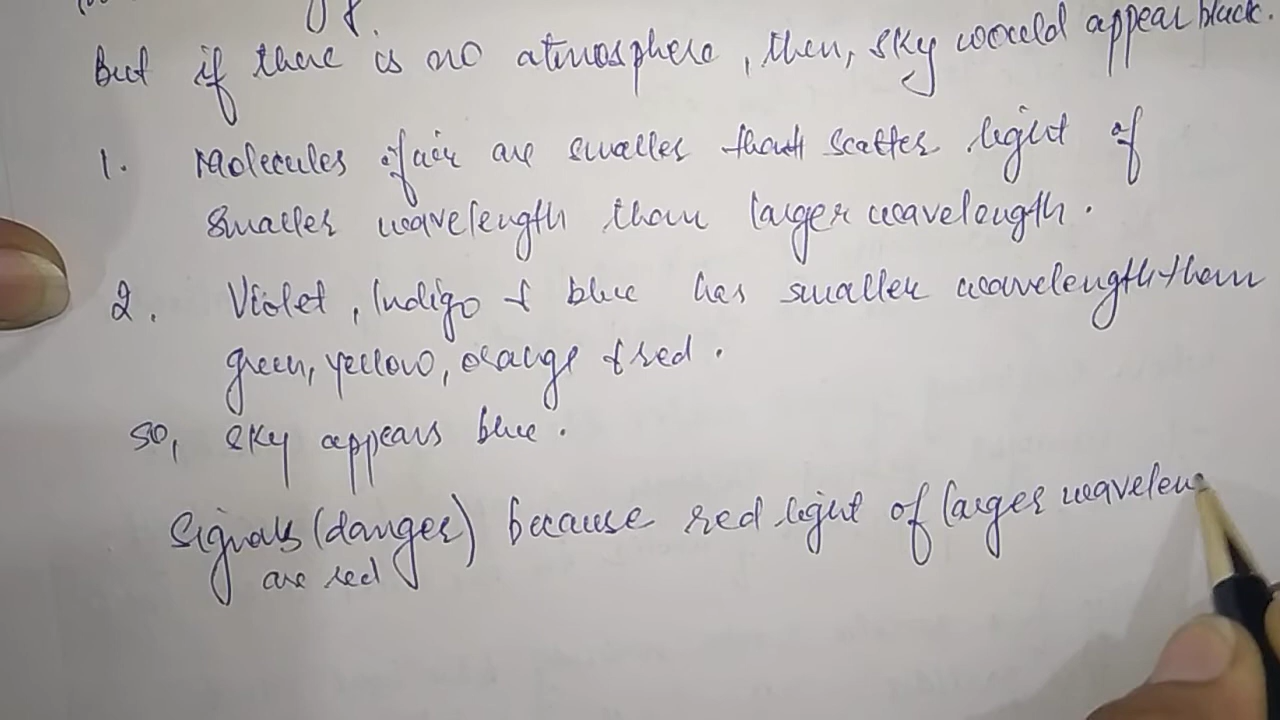 But if there is no atmosphere, then, sky would appear black.
1. Molecules of air are smaller that scatter light of
smaller wavelength than larger wavelength.
2. Violet, Indigo & blue has smaller wavelength than
green, yellow, orange & red.
So, sky appears blue.
Signals (danger) because red light of larger wavelen
are red